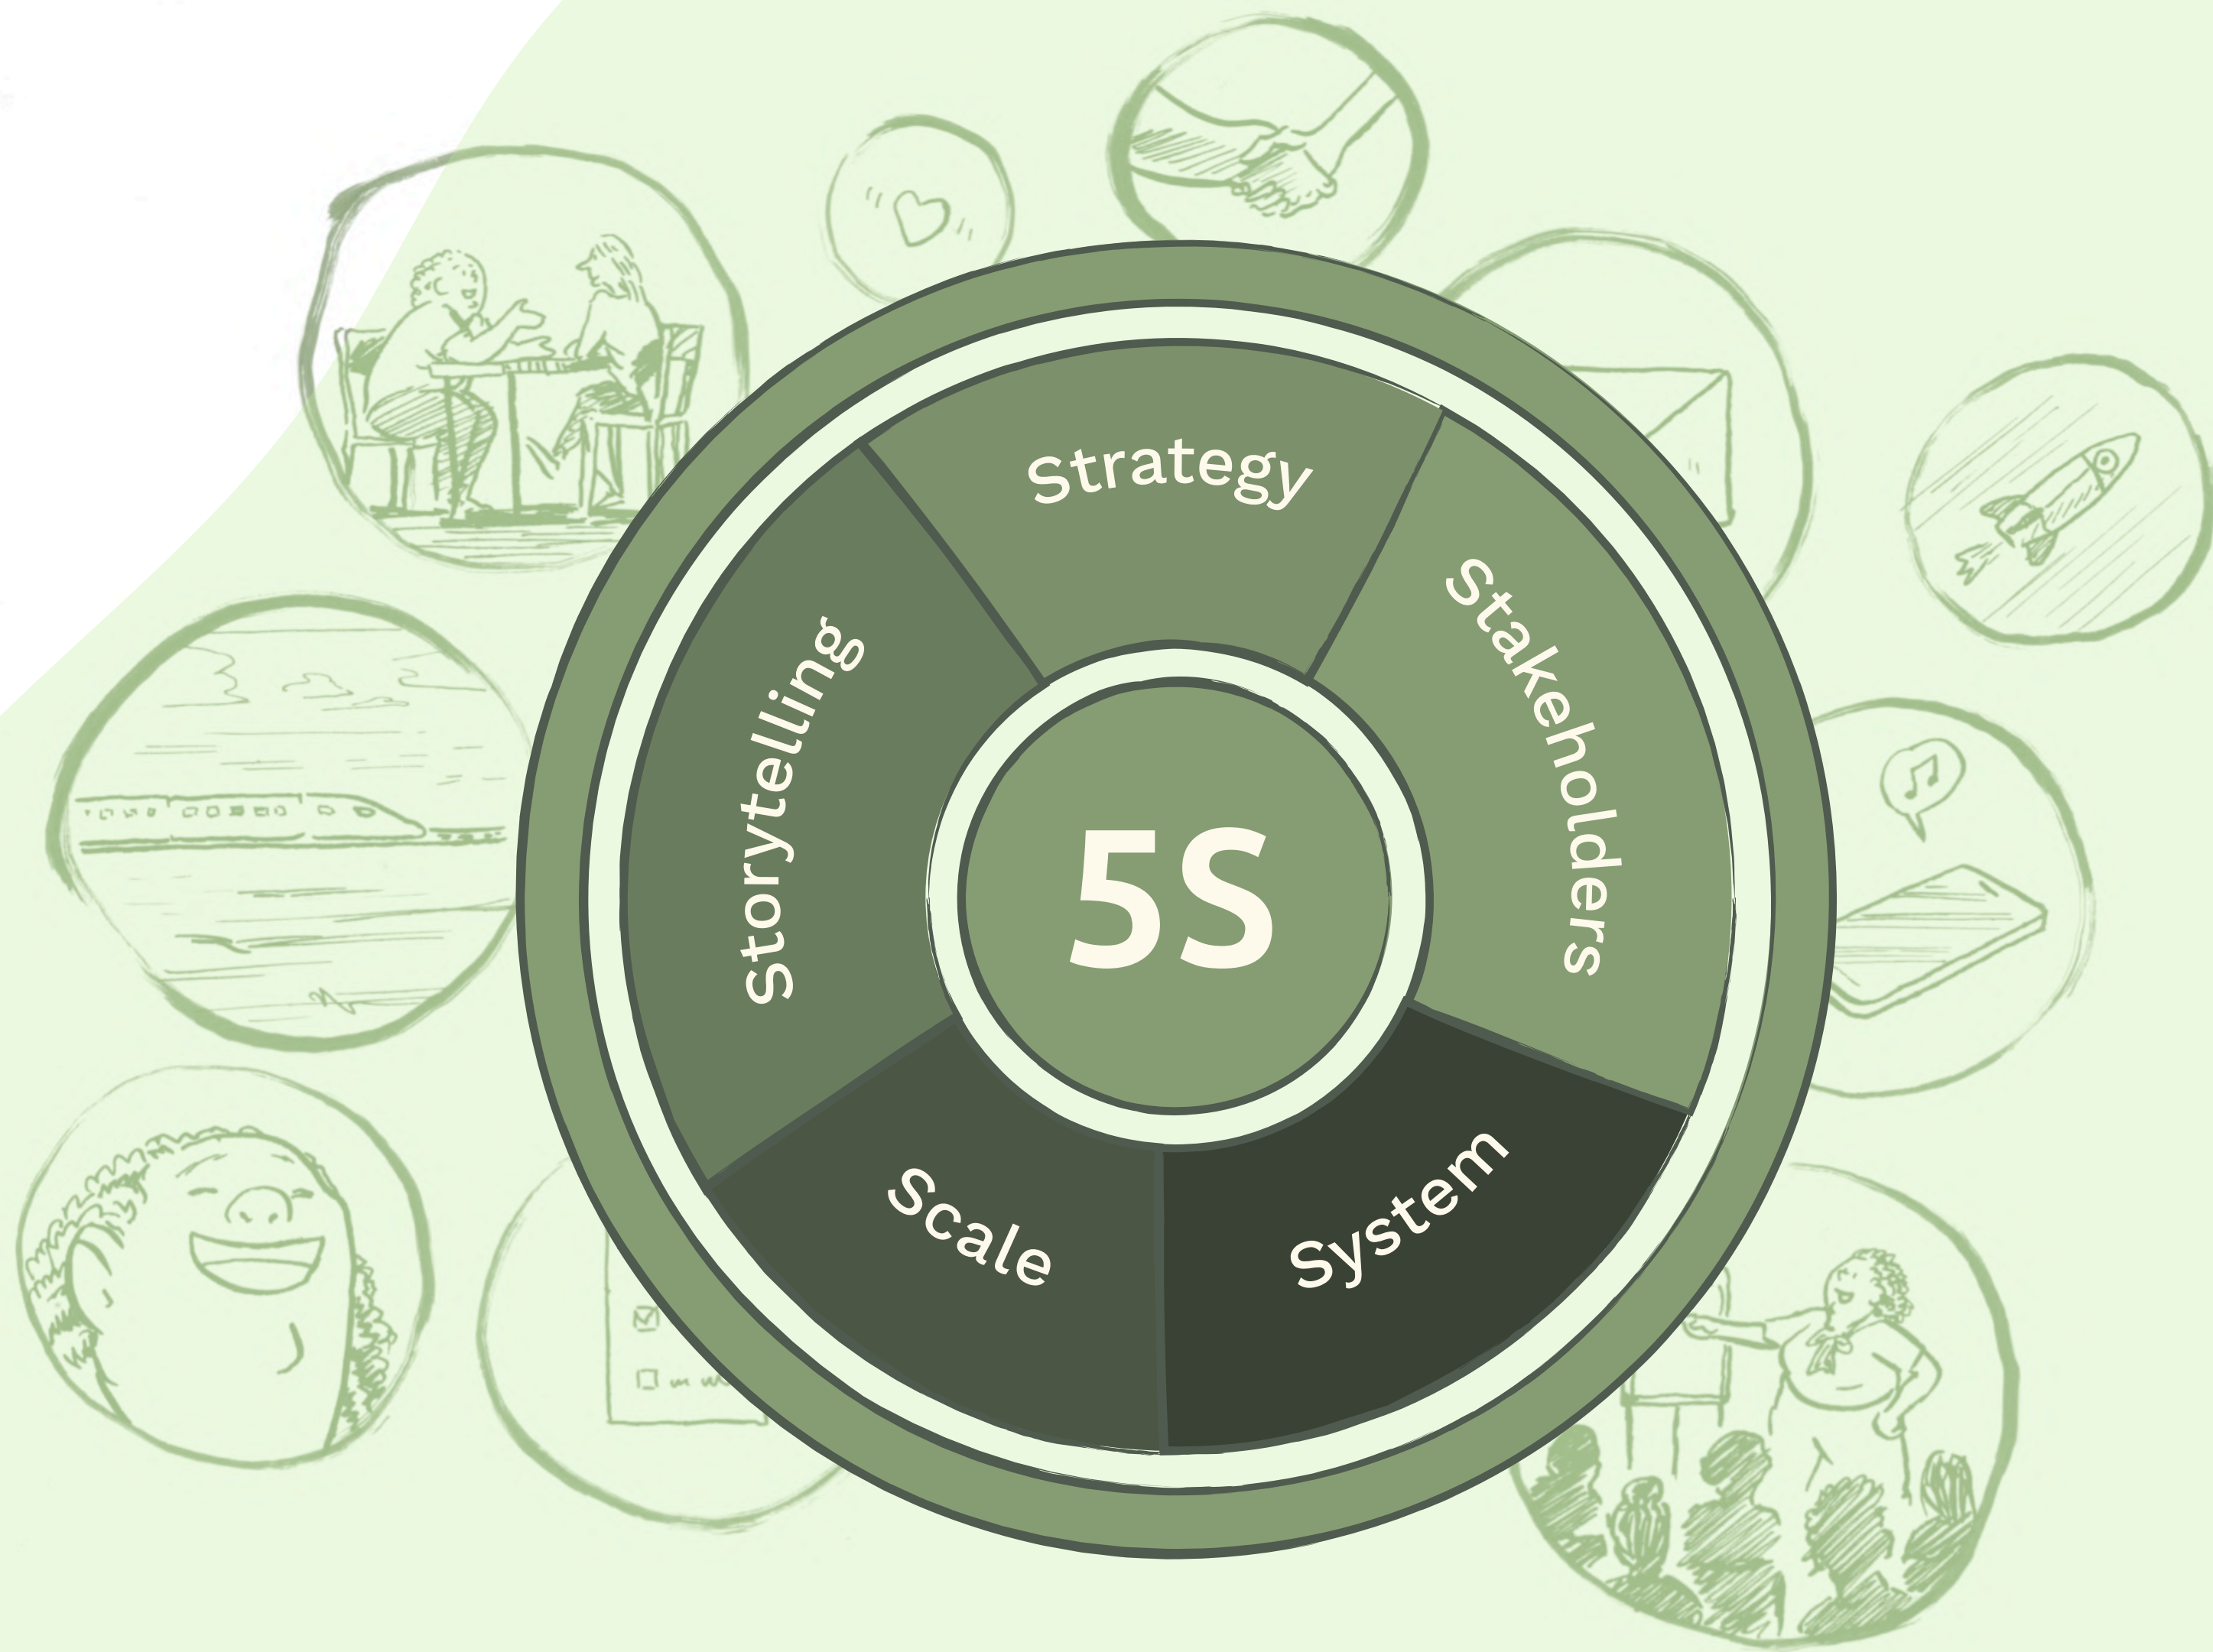 Strategy
Stakeholders
System
Scale
Storytelling
5S